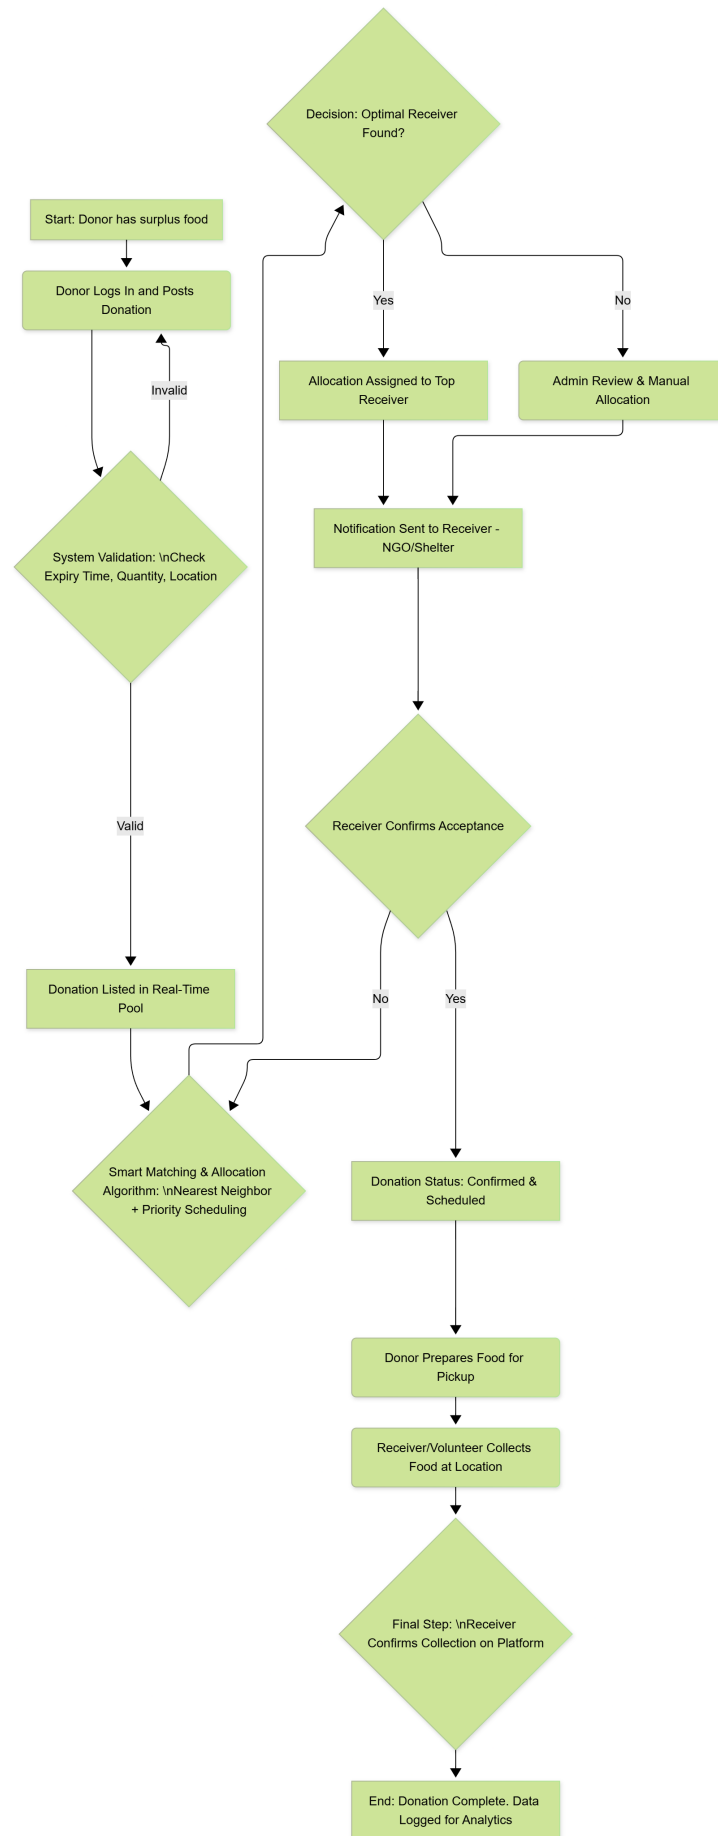 Decision: Optimal Receiver
Found?
Start: Donor has surplus food
Donor Logs In and Posts
Donation
Yes
No
Invalid
Allocation Assigned to Top
Receiver
Admin Review & Manual
Allocation
System Validation: \nCheck
Expiry Time, Quantity, Location
Notification Sent to Receiver -
NGO/Shelter
Valid
Receiver Confirms Acceptance
Donation Listed in Real-Time
Pool
No
Yes
Smart Matching & Allocation
Algorithm: \nNearest Neighbor
+ Priority Scheduling
Donation Status: Confirmed &
Scheduled
Donor Prepares Food for
Pickup
Receiver/Volunteer Collects
Food at Location
Final Step: \nReceiver
Confirms Collection on Platform
End: Donation Complete. Data
Logged for Analytics